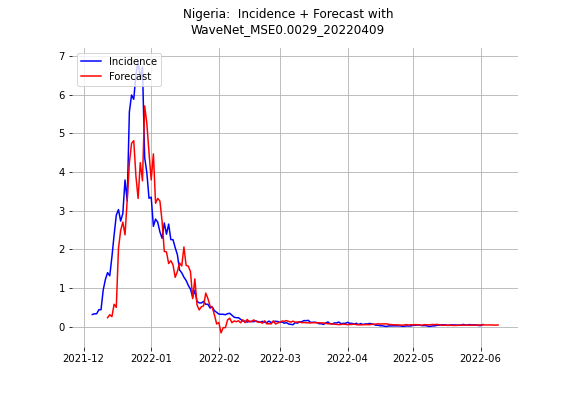 Nigeria:  Incidence + Forecast with
WaveNet_MSE0.0029_20220409
Incidence
Forecast
7
6
5
4
3
2
1
0
2021-12 2022-01 2022-02 2022-03 2022-04 2022-05 2022-06